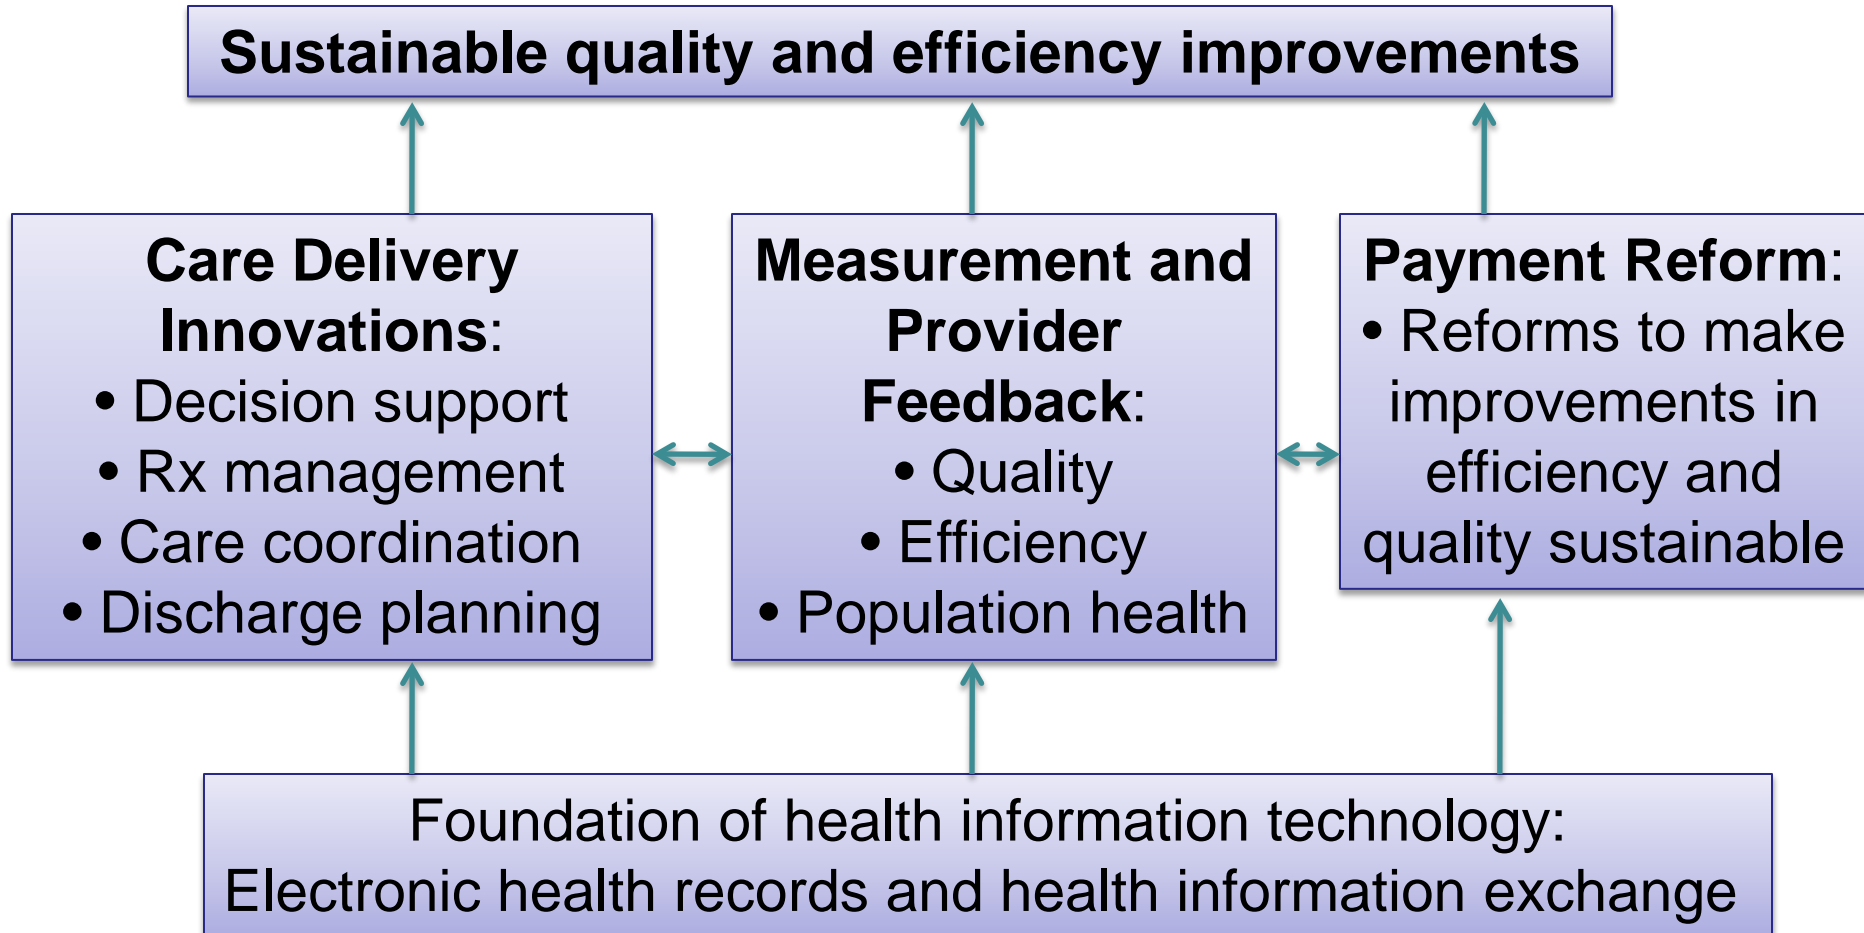 Sustainable quality and efficiency improvements
Care Delivery
Innovations:
• Decision support
• Rx management
• Care coordination
• Discharge planning
Measurement and
Provider
Feedback:
• Quality
• Efficiency
• Population health
Payment Reform:
• Reforms to make
improvements in
efficiency and
quality sustainable
Foundation of health information technology:
Electronic health records and health information exchange